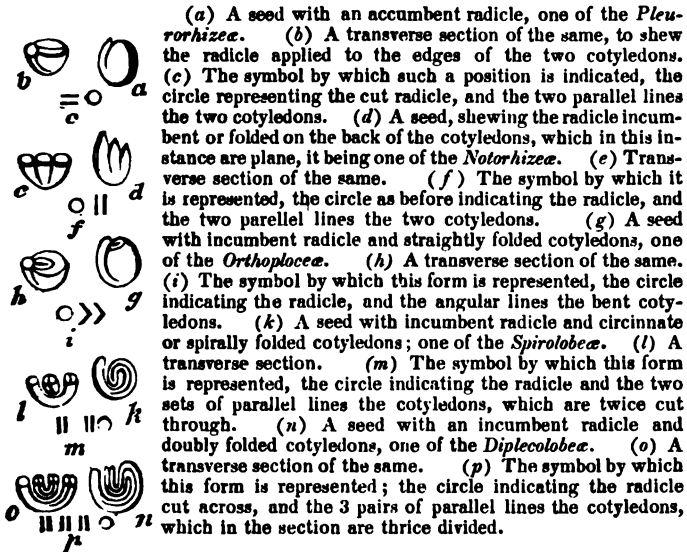 (a) A seed with an accumbent radicle, one of the Pleu-
rorhizeæ. (b) A transverse section of the same, to shew
the radicle applied to the edges of the two cotyledons.
(c) The symbol by which such a position is indicated, the
circle representing the cut radicle, and the two parallel lines
the two cotyledons. (d) A seed, shewing the radicle incum-
bent or folded on the back of the cotyledons, which in this in-
stance are plane, it being one of the Notorhizeæ. (e) Trans-
verse section of the same. (f) The symbol by which it
is represented, the circle as before indicating the radicle, and
the two parellel lines the two cotyledons. (g) A seed
with incumbent radicle and straightly folded cotyledons, one
of the Orthoploceæ. (h) A transverse section of the same.
(i) The symbol by which this form is represented, the circle
indicating the radicle, and the angular lines the bent coty-
ledons. (k) A seed with incumbent radicle and circinnate
or spirally folded cotyledons; one of the Spirolobeæ. (l) A
transverse section. (m) The symbol by which this form
is represented, the circle indicating the radicle and the two
sets of parallel lines the cotyledons, which are twice cut
through. (n) A seed with an incumbent radicle and
doubly folded cotyledons, one of the Diplecolobeæ. (o) A
transverse section of the same. (p) The symbol by which
this form is represented; the circle indicating the radicle
cut across, and the 3 pairs of parallel lines the cotyledons,
which in the section are thrice divided.
b
a
c
e
d
f
h
g
i
l
k
m
o
n
p